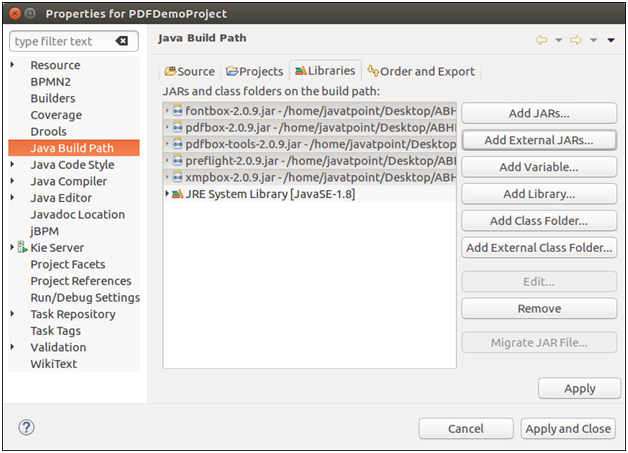 Properties for PDFDemoProject
type filter text
Java Build Path
Resource
BPMN2
Builders
Coverage
Drools
Java Build Path
Java Code Style
Java Compiler
Java Editor
Javadoc Location
jBPM
Kie Server
Project Facets
Project References
Run/Debug Settings
Task Repository
Task Tags
Validation
WikiText
Source
Projects
Libraries
Order and Export
JARs and class folders on the build path:
fontbox-2.0.9.jar - /home/javatpoint/Desktop/ABHI
pdfbox-2.0.9.jar - /home/javatpoint/Desktop/ABHI
pdfbox-tools-2.0.9.jar - /home/javatpoint/Desktop
preflight-2.0.9.jar - /home/javatpoint/Desktop/AB
xmpbox-2.0.9.jar - /home/javatpoint/Desktop/ABH
JRE System Library [JavaSE-1.8]
Add JARs...
Add External JARs...
Add Variable...
Add Library...
Add Class Folder...
Add External Class Folder...
Edit...
Remove
Migrate JAR File...
Apply
?
Cancel
Apply and Close